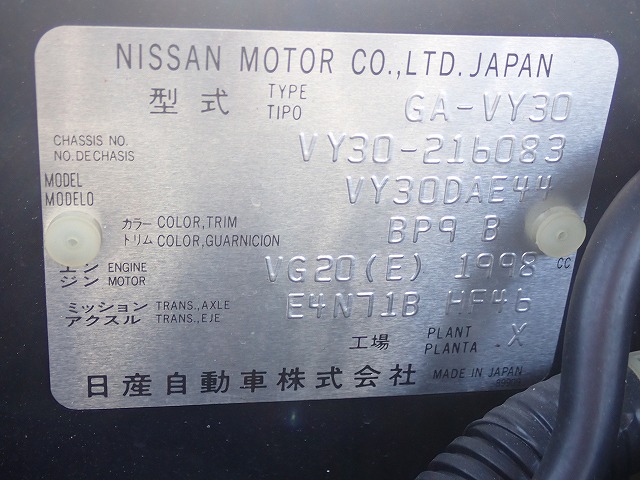 NISSAN MOTOR CO.,LTD. JAPAN
型式 TYPE TIPO GA-VY30
CHASSIS NO. NO.DECHASIS VY30-216083
MODEL MODELO VY30DAE44
カラー COLOR,TRIM トリム COLOR,GUARNICION BP9 B
エンジン ENGINE MOTOR VG20(E) 1998 CC
ミッション TRANS.,AXLE アクスル TRANS.,EJE E4N71B HF46
工場 PLANT PLANTA .X
日産自動車株式会社 MADE IN JAPAN